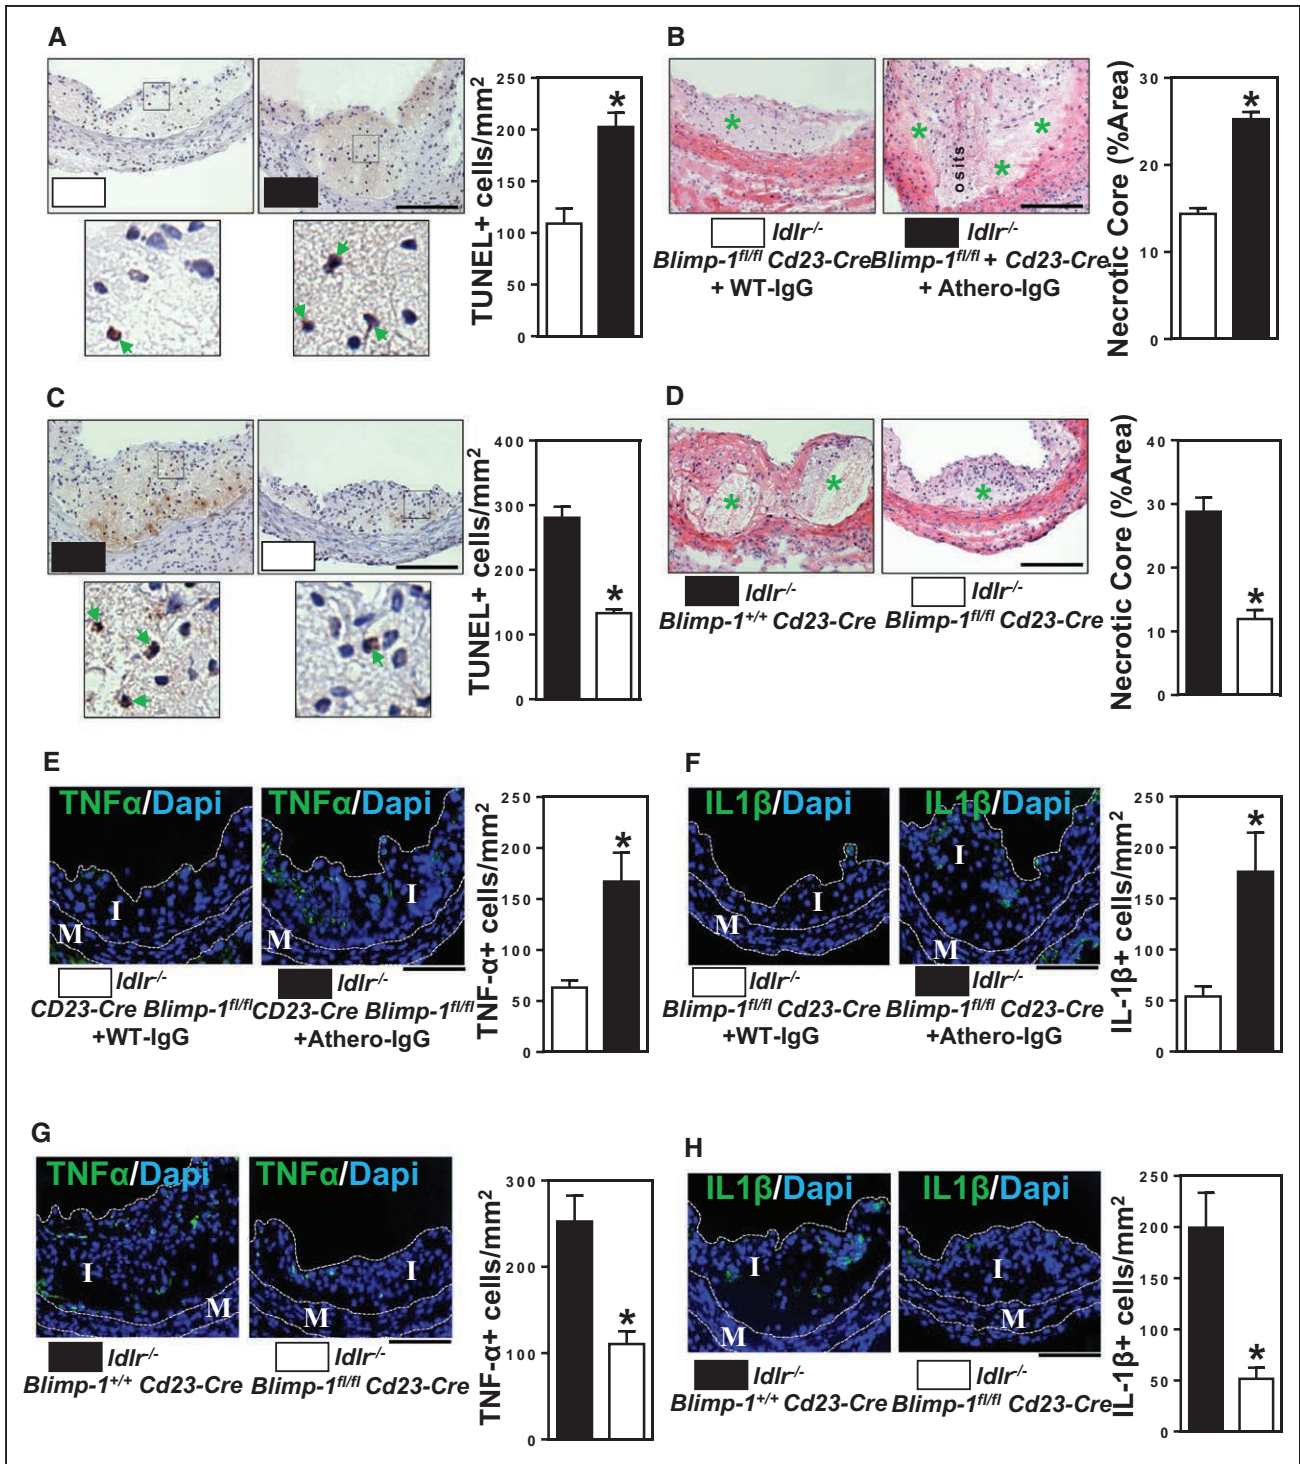 A
TUNEL+ cells/mm²
250
200
150
100
50
0
*
B
osits
ldlr-/-
Blimp-1fl/fl Cd23-Cre
+ WT-IgG
ldlr-/-
Blimp-1fl/fl + Cd23-Cre
+ Athero-IgG
Necrotic Core (%Area)
30
20
10
0
*
C
TUNEL+ cells/mm²
400
300
200
100
0
*
D
ldlr-/-
Blimp-1+/+ Cd23-Cre
ldlr-/-
Blimp-1fl/fl Cd23-Cre
Necrotic Core (%Area)
40
30
20
10
0
*
E
TNFα/Dapi
I
M
TNFα/Dapi
I
M
ldlr-/-
CD23-Cre Blimp-1fl/fl
+WT-IgG
ldlr-/-
CD23-Cre Blimp-1fl/fl
+Athero-IgG
TNF-α+ cells/mm²
250
200
150
100
50
0
*
F
IL1β/Dapi
I
M
IL1β/Dapi
I
M
ldlr-/-
Blimp-1fl/fl Cd23-Cre
+WT-IgG
ldlr-/-
Blimp-1fl/fl Cd23-Cre
+Athero-IgG
IL-1β+ cells/mm²
250
200
150
100
50
0
*
G
TNFα/Dapi
I
M
TNFα/Dapi
I
M
ldlr-/-
Blimp-1+/+ Cd23-Cre
ldlr-/-
Blimp-1fl/fl Cd23-Cre
TNF-α+ cells/mm²
300
200
100
0
*
H
IL1β/Dapi
I
M
IL1β/Dapi
I
M
ldlr-/-
Blimp-1+/+ Cd23-Cre
ldlr-/-
Blimp-1fl/fl Cd23-Cre
IL-1β+ cells/mm²
250
200
150
100
50
0
*